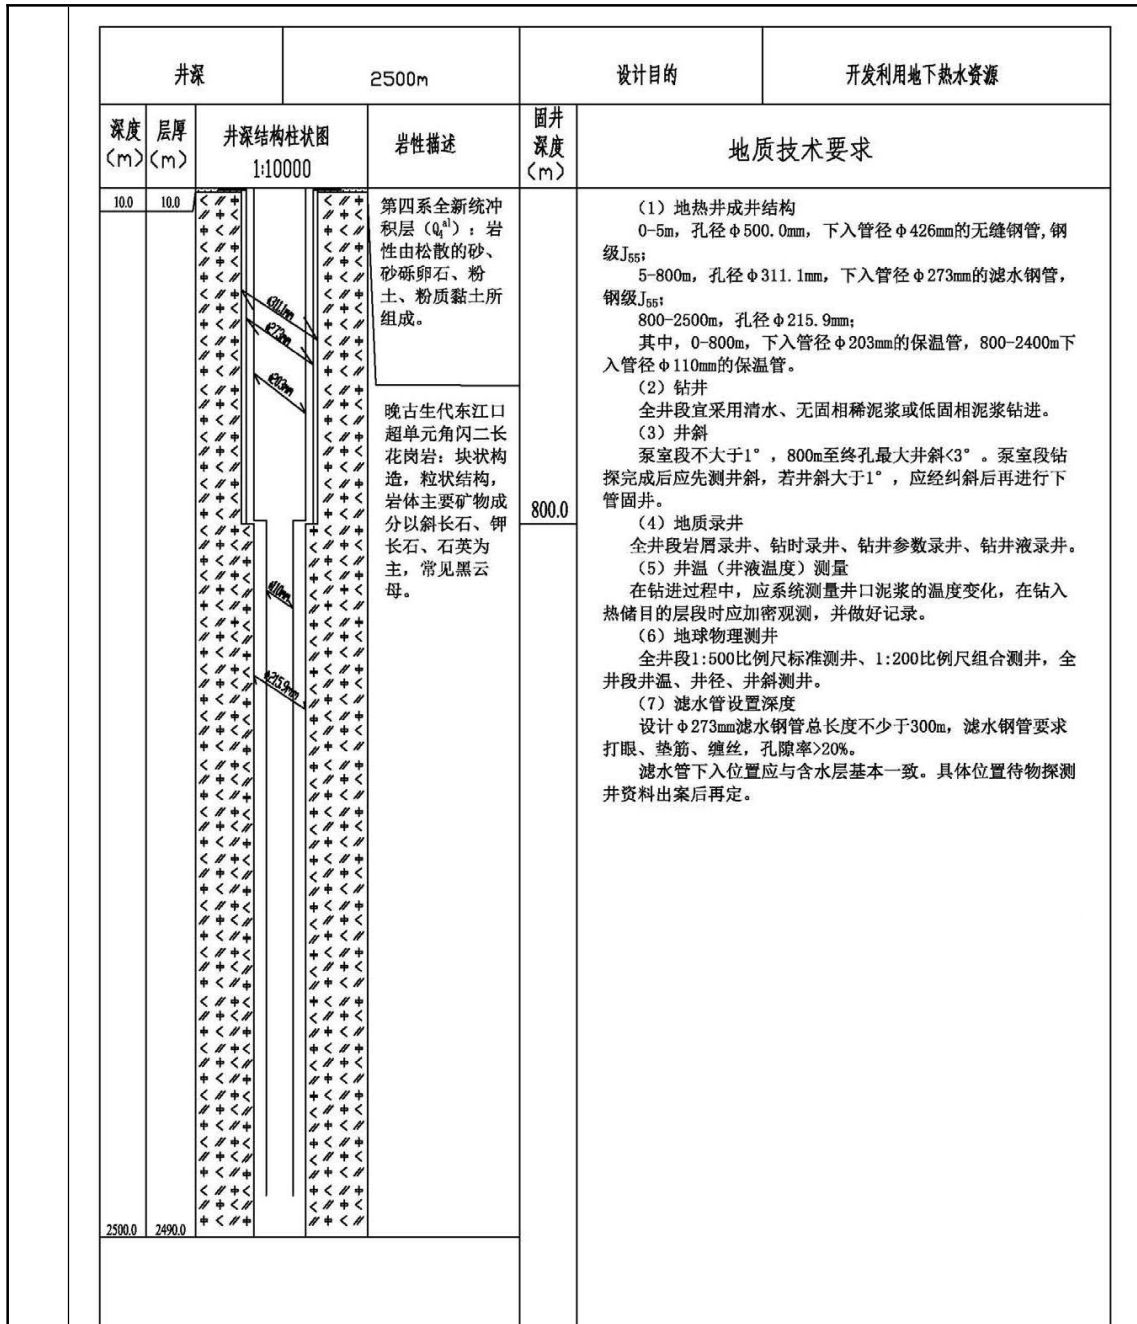 井深
2500m
设计目的
开发利用地下热水资源
深度
(m)
层厚
(m)
井深结构柱状图
1:10000
岩性描述
固井
深度
(m)
地质技术要求
10.0
10.0
第四系全新统冲
积层（Q₄ᵃˡ）：岩
性由松散的砂、
砂砾卵石、粉
土、粉质黏土所
组成。
晚古生代东江口
超单元角闪二长
花岗岩：块状构
造，粒状结构，
岩体主要矿物成
分以斜长石、钾
长石、石英为
主，常见黑云
母。
φ311.1mm
φ273mm
φ203mm
φ110mm
φ215.9mm
2500.0
2490.0
800.0
（1）地热井成井结构
0-5m，孔径φ500.0mm，下入管径φ426mm的无缝钢管,钢
级J₅₅;
5-800m，孔径φ311.1mm，下入管径φ273mm的滤水钢管，
钢级J₅₅;
800-2500m，孔径φ215.9mm;
其中，0-800m，下入管径φ203mm的保温管，800-2400m下
入管径φ110mm的保温管。
（2）钻井
全井段宜采用清水、无固相稀泥浆或低固相泥浆钻进。
（3）井斜
泵室段不大于1°，800m至终孔最大井斜<3°。泵室段钻
探完成后应先测井斜，若井斜大于1°，应经纠斜后再进行下
管固井。
（4）地质录井
全井段岩屑录井、钻时录井、钻井参数录井、钻井液录井。
（5）井温（井液温度）测量
在钻进过程中，应系统测量井口泥浆的温度变化，在钻入
热储目的层段时应加密观测，并做好记录。
（6）地球物理测井
全井段1:500比例尺标准测井、1:200比例尺组合测井，全
井段井温、井径、井斜测井。
（7）滤水管设置深度
设计φ273mm滤水钢管总长度不少于300m，滤水钢管要求
打眼、垫筋、缠丝，孔隙率>20%。
滤水管下入位置应与含水层基本一致。具体位置待物探测
井资料出案后再定。